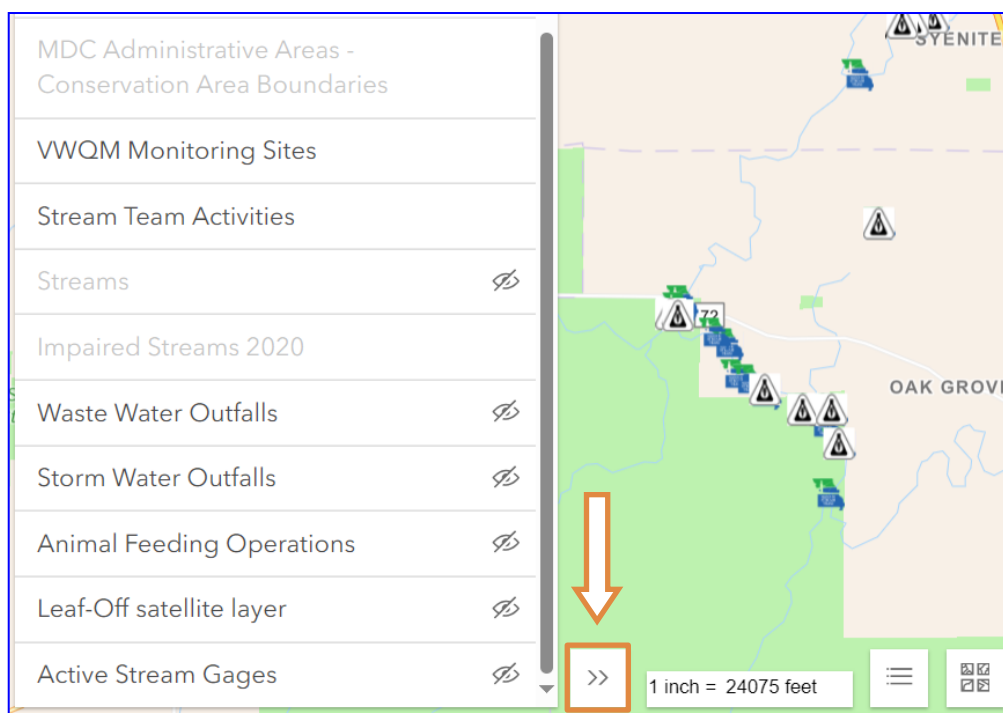 MDC Administrative Areas -
Conservation Area Boundaries
VWQM Monitoring Sites
Stream Team Activities
Streams
Impaired Streams 2020
Waste Water Outfalls
Storm Water Outfalls
Animal Feeding Operations
Leaf-Off satellite layer
Active Stream Gages
SYENITE
72
OAK GROVE
1 inch = 24075 feet